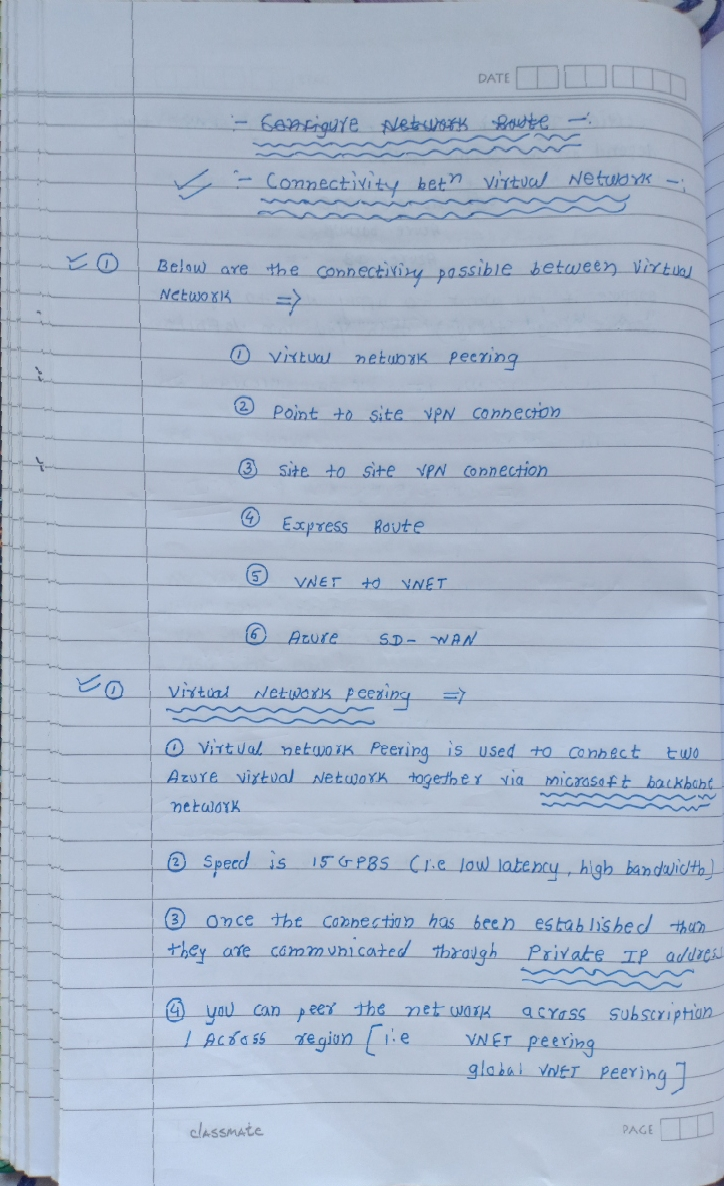 DATE
:- Configure Network Route -:
:- Connectivity betn Virtual Network -:
① Below are the connectivity possible between Virtual
Network ⇒
① Virtual network peering
② Point to site VPN connection
③ site to site VPN connection
④ Express Route
⑤ VNET to VNET
⑥ Azure SD-WAN
① Virtual Network peering ⇒
① Virtual network Peering is used to connect two
Azure virtual Network together via microsoft backbone
network
② Speed is 15 GPBS (i.e low latency, high bandwidth)
③ once the connection has been established than
they are communicated through Private IP address
④ you can peer the network across subscription
/ Across region [i.e VNET peering
global VNET peering]
classmate
PAGE